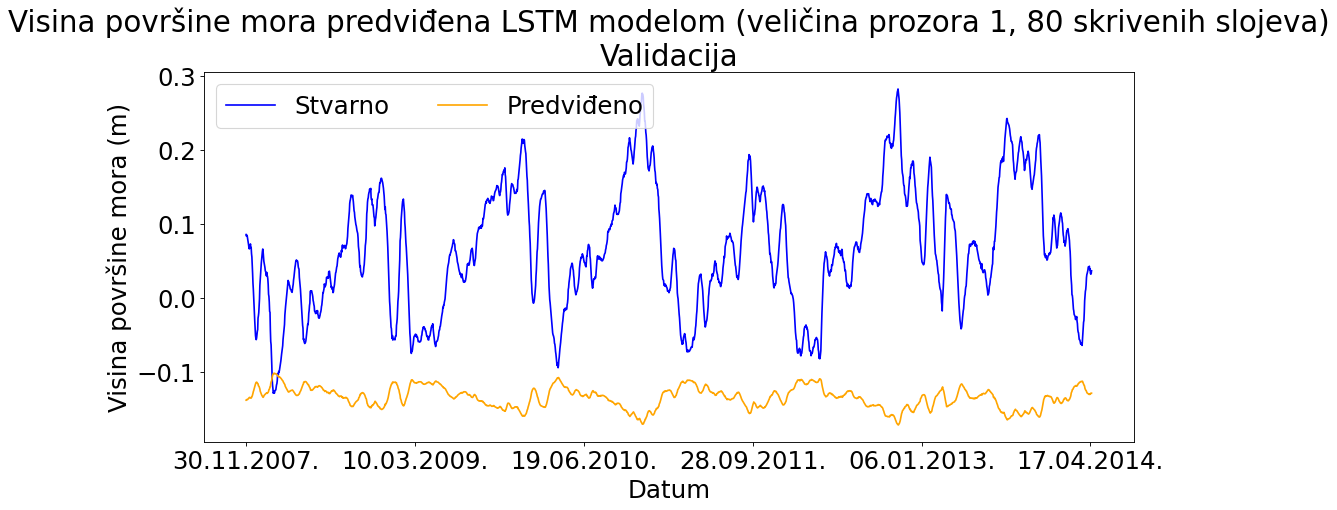 Visina površine mora predviđena LSTM modelom (veličina prozora 1, 80 skrivenih slojeva)
Validacija
Stvarno Predviđeno
Visina površine mora (m)
0.3
0.2
0.1
0.0
−0.1
30.11.2007. 10.03.2009. 19.06.2010. 28.09.2011. 06.01.2013. 17.04.2014.
Datum